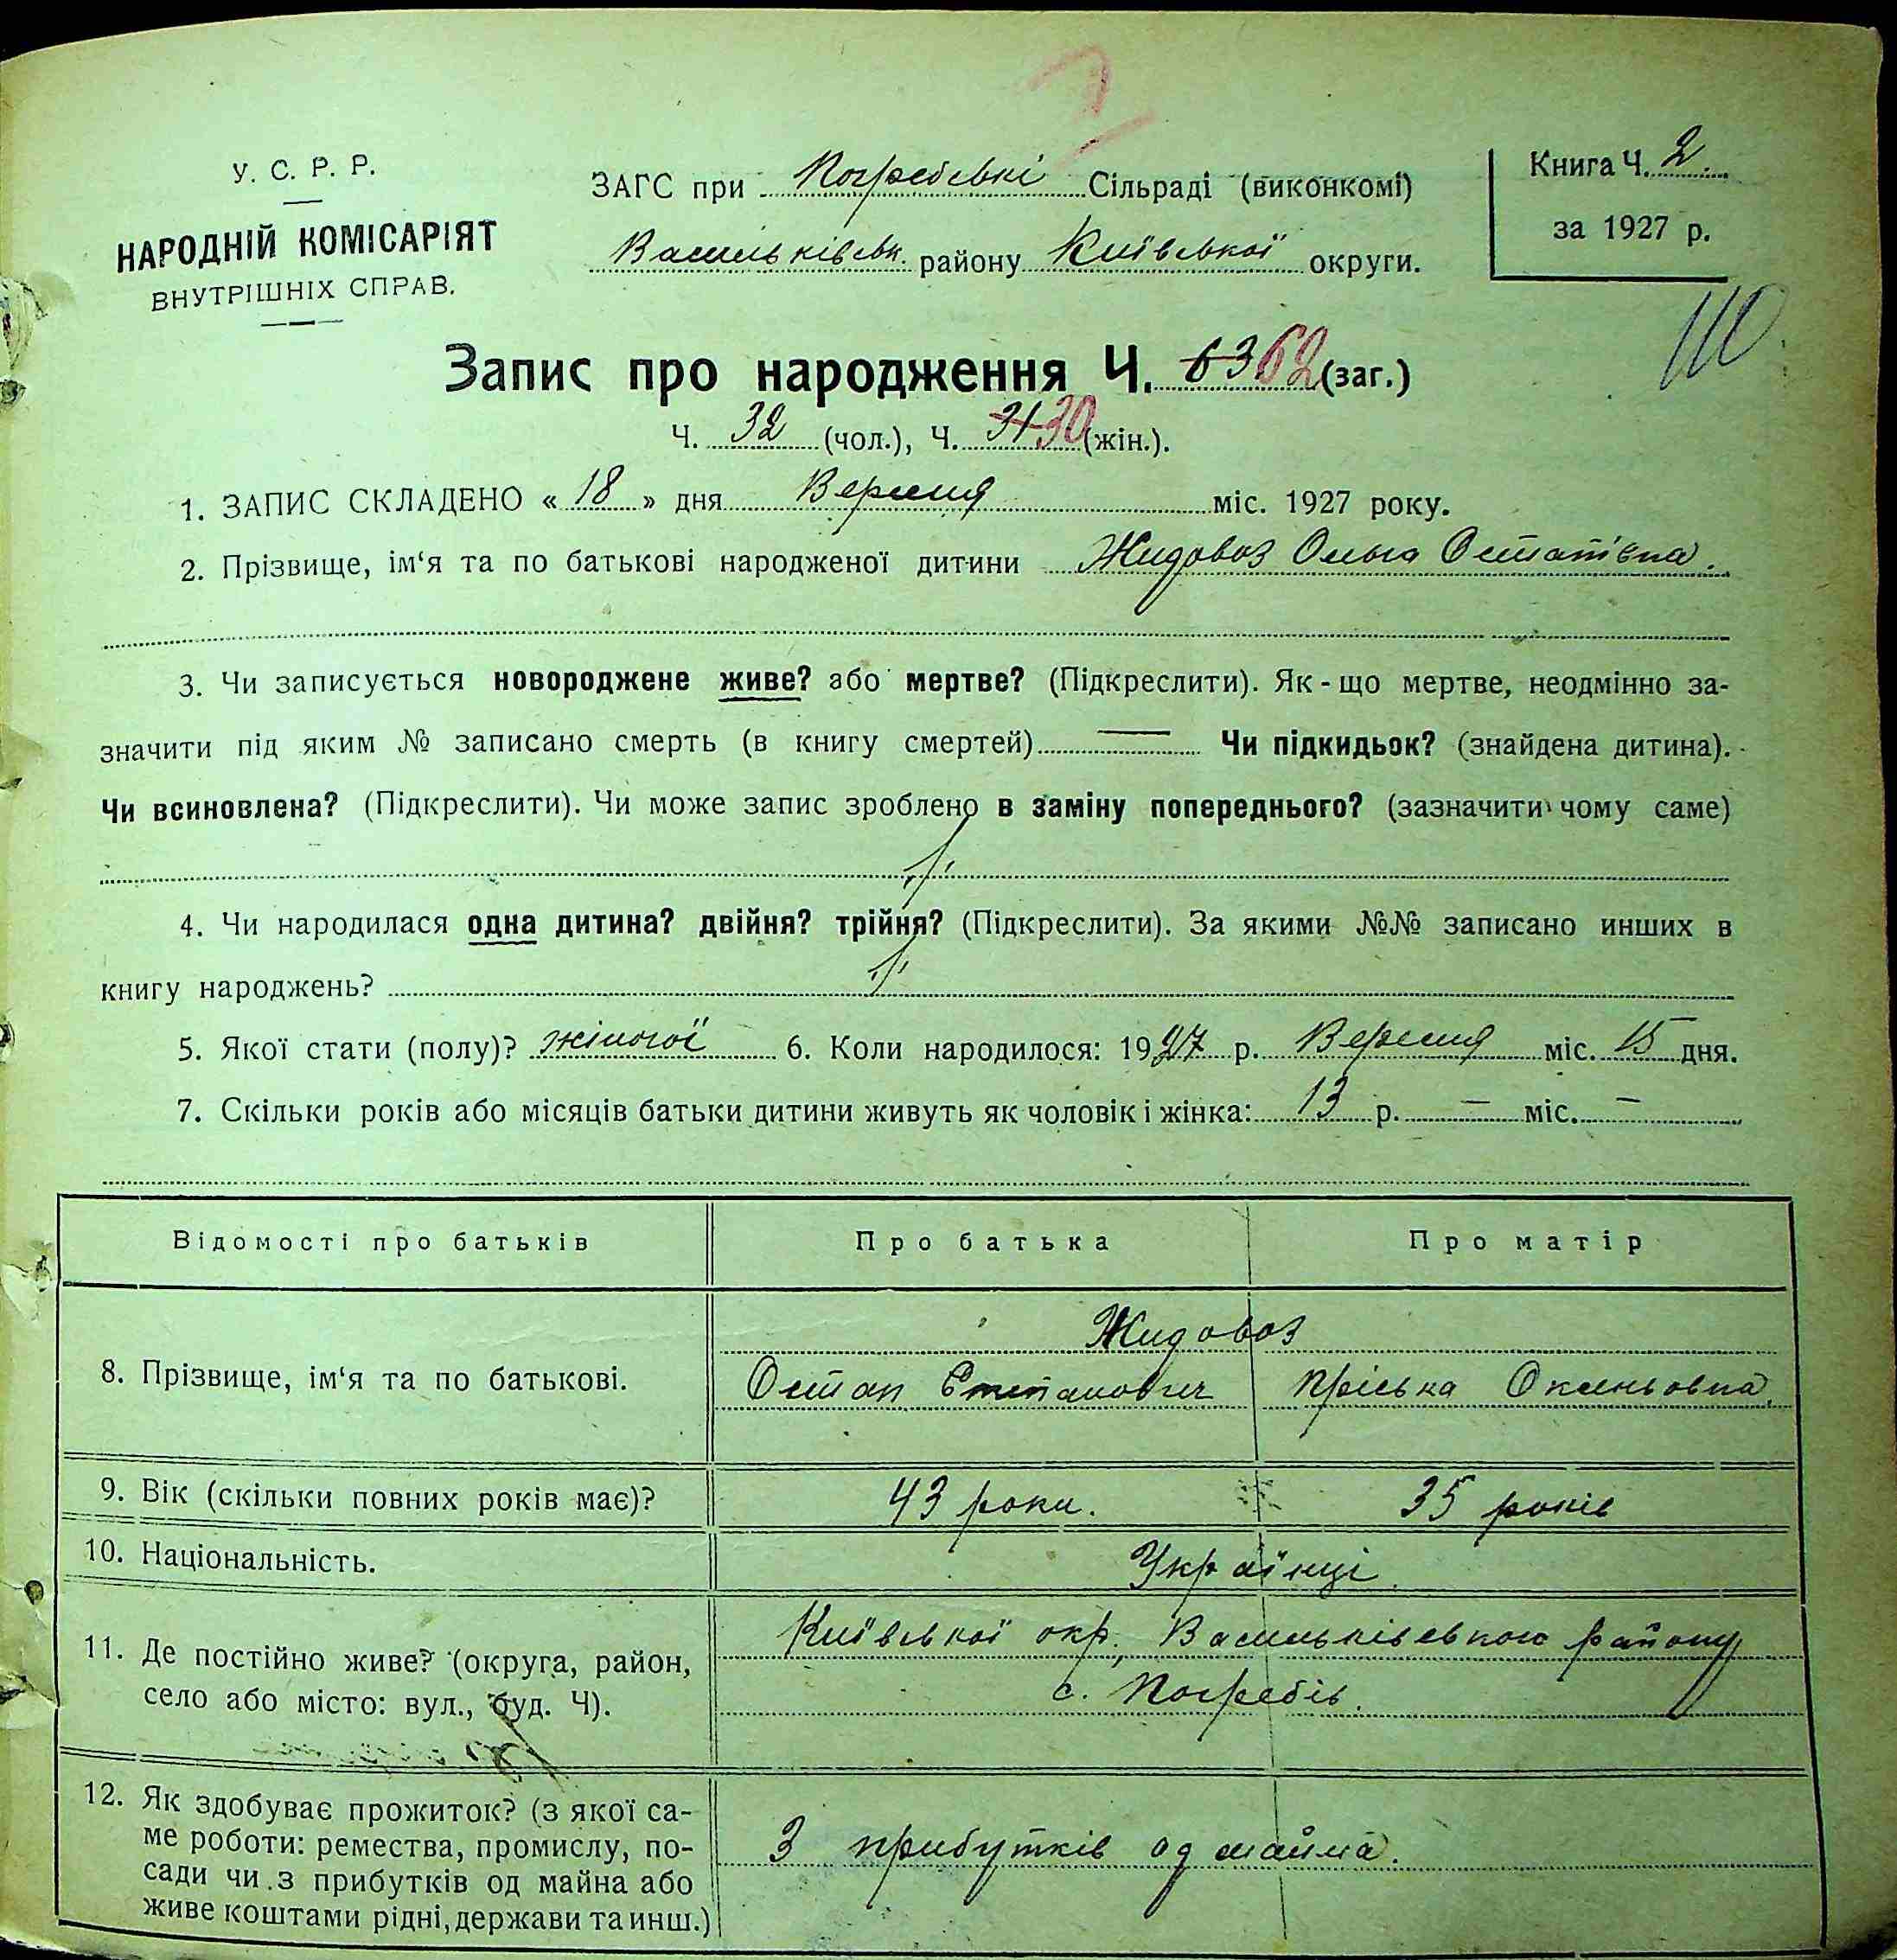 У. С. Р. Р.
НАРОДНІЙ КОМІСАРІЯТ
ВНУТРІШНІХ СПРАВ.
ЗАГС при Погребській Сільраді (виконкомі)
Васильківськ. району Київської округи.
Книга Ч. 2
за 1927 р.
110
Запис про народження Ч. 63 62 (заг.)
Ч. 32 (чол.), Ч. 31 30 (жін.).
1. ЗАПИС СКЛАДЕНО « 18 » дня Вересня міс. 1927 року.
2. Прізвище, ім‘я та по батькові народженої дитини Жидовоз Ольга Остапівна.
3. Чи записується новороджене живе? або мертве? (Підкреслити). Як-що мертве, неодмінно за-
значити під яким № записано смерть (в книгу смертей) — Чи підкидьок? (знайдена дитина).
Чи всиновлена? (Підкреслити). Чи може запис зроблено в заміну попереднього? (зазначити чому саме)
4. Чи народилася одна дитина? двійня? трійня? (Підкреслити). За якими №№ записано инших в
книгу народжень?
5. Якої стати (полу)? жіночої 6. Коли народилося: 1927 р. Вересня міс. 15 дня.
7. Скільки років або місяців батьки дитини живуть як чоловік і жінка: 13 р. — міс. —
Відомості про батьків Про батька Про матір
Жидовоз
8. Прізвище, ім‘я та по батькові. Остап Степанович Пріська
9. Вік (скільки повних років має)? 43 роки. 35 років
10. Національність. Українці
11. Де постійно живе? (округа, район,
село або місто: вул., буд. Ч).
Київської окр., Васильківського району
с. Погребів.
12. Як здобуває прожиток? (з якої са-
ме роботи: ремества, промислу, по-
сади чи з прибутків од майна або
живе коштами рідні, держави та инш.)
З прибутків од майна.